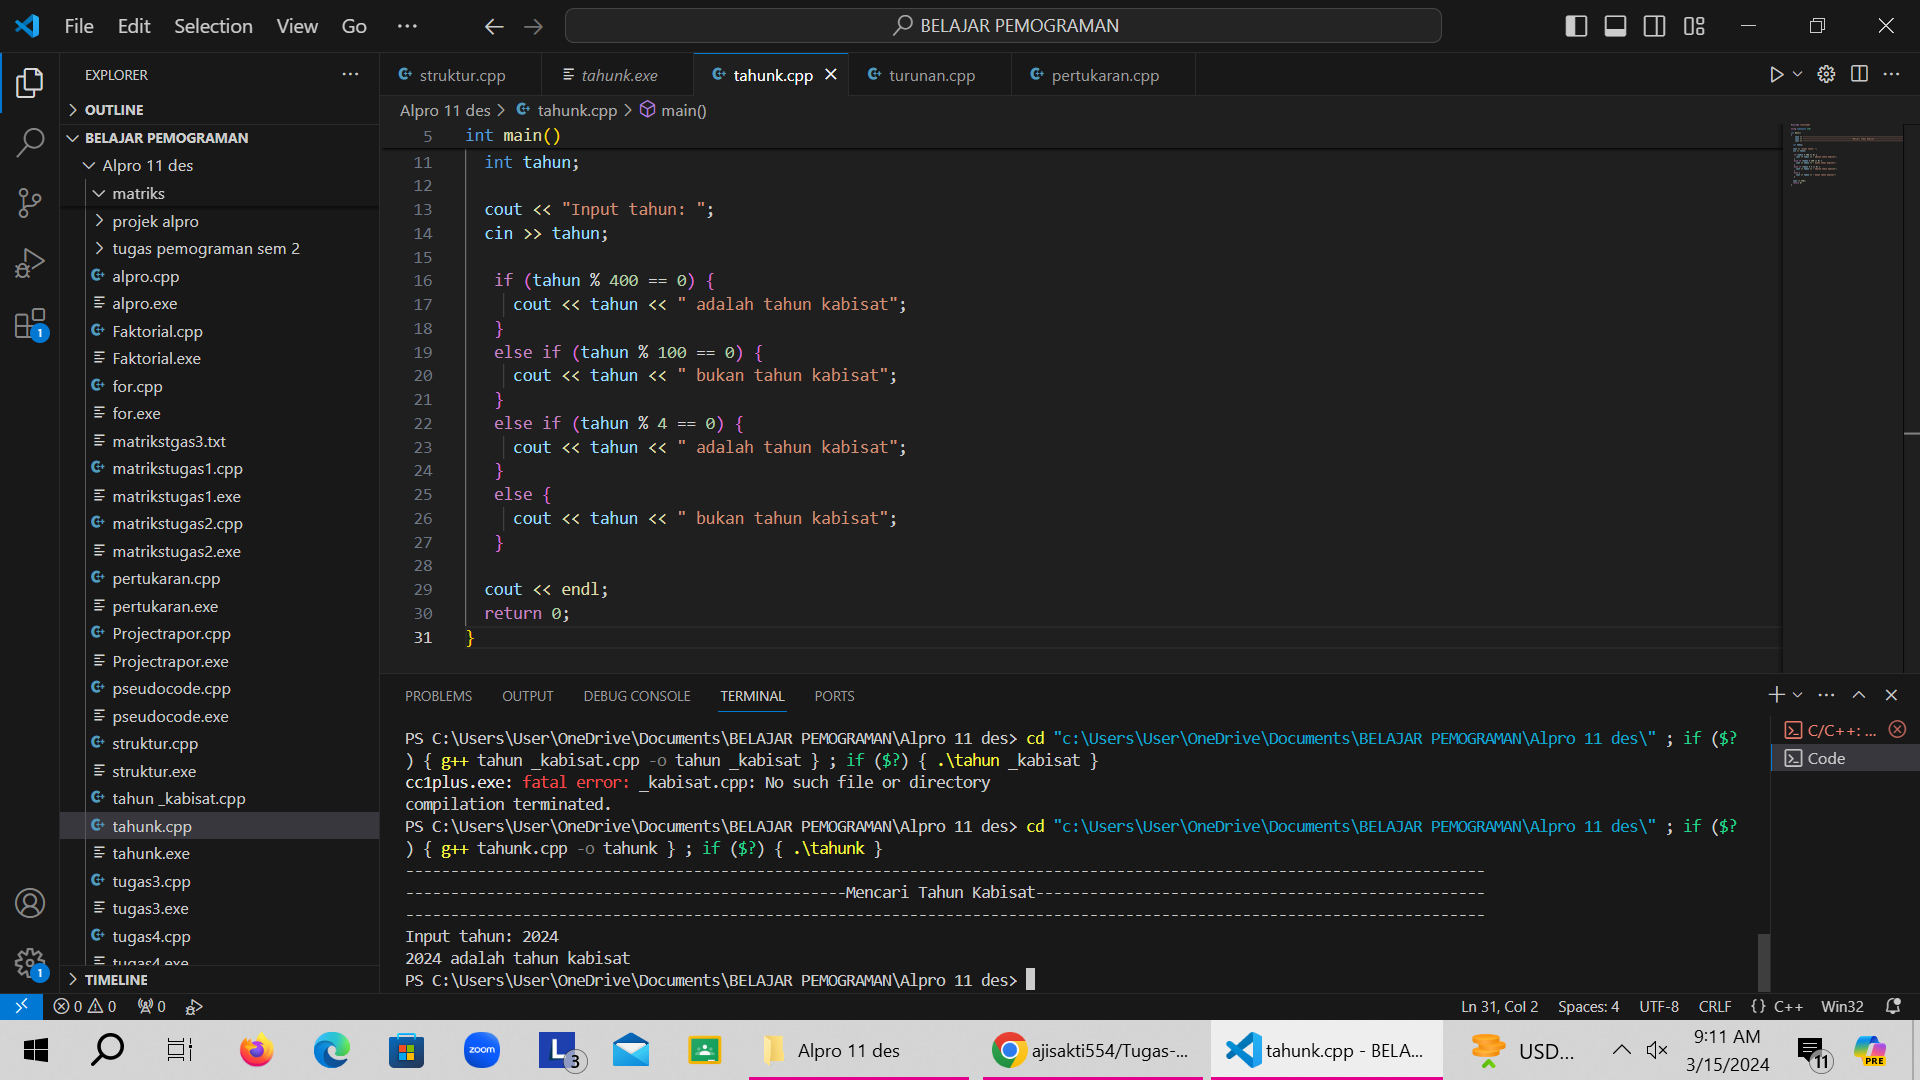 File Edit Selection View Go ··· BELAJAR PEMOGRAMAN
EXPLORER ···
OUTLINE
BELAJAR PEMOGRAMAN
Alpro 11 des
matriks
projek alpro
tugas pemograman sem 2
alpro.cpp
alpro.exe
Faktorial.cpp
Faktorial.exe
for.cpp
for.exe
matrikstgas3.txt
matrikstugas1.cpp
matrikstugas1.exe
matrikstugas2.cpp
matrikstugas2.exe
pertukaran.cpp
pertukaran.exe
Projectrapor.cpp
Projectrapor.exe
pseudocode.cpp
pseudocode.exe
struktur.cpp
struktur.exe
tahun _kabisat.cpp
tahunk.cpp
tahunk.exe
tugas3.cpp
tugas3.exe
tugas4.cpp
tugas4.exe
TIMELINE
1
1
struktur.cpp tahunk.exe tahunk.cpp turunan.cpp pertukaran.cpp
Alpro 11 des > tahunk.cpp > main()
5 int main()
11 int tahun;
12
13 cout << "Input tahun: ";
14 cin >> tahun;
15
16 if (tahun % 400 == 0) {
17 cout << tahun << " adalah tahun kabisat";
18 }
19 else if (tahun % 100 == 0) {
20 cout << tahun << " bukan tahun kabisat";
21 }
22 else if (tahun % 4 == 0) {
23 cout << tahun << " adalah tahun kabisat";
24 }
25 else {
26 cout << tahun << " bukan tahun kabisat";
27 }
28
29 cout << endl;
30 return 0;
31 }
PROBLEMS OUTPUT DEBUG CONSOLE TERMINAL PORTS
PS C:\Users\User\OneDrive\Documents\BELAJAR PEMOGRAMAN\Alpro 11 des> cd "c:\Users\User\OneDrive\Documents\BELAJAR PEMOGRAMAN\Alpro 11 des\" ; if ($?
) { g++ tahun _kabisat.cpp -o tahun _kabisat } ; if ($?) { .\tahun _kabisat }
cc1plus.exe: fatal error: _kabisat.cpp: No such file or directory
compilation terminated.
PS C:\Users\User\OneDrive\Documents\BELAJAR PEMOGRAMAN\Alpro 11 des> cd "c:\Users\User\OneDrive\Documents\BELAJAR PEMOGRAMAN\Alpro 11 des\" ; if ($?
) { g++ tahunk.cpp -o tahunk } ; if ($?) { .\tahunk }
------------------------------------------------------------------------------------------------------------------------
-------------------------------------------------Mencari Tahun Kabisat--------------------------------------------------
------------------------------------------------------------------------------------------------------------------------
Input tahun: 2024
2024 adalah tahun kabisat
PS C:\Users\User\OneDrive\Documents\BELAJAR PEMOGRAMAN\Alpro 11 des>
C/C++: ...
Code
0 0 0 Ln 31, Col 2 Spaces: 4 UTF-8 CRLF {} C++ Win32
zoom L 3 Alpro 11 des ajisakti554/Tugas-... tahunk.cpp - BELA... USD... 9:11 AM
3/15/2024 11 PRE